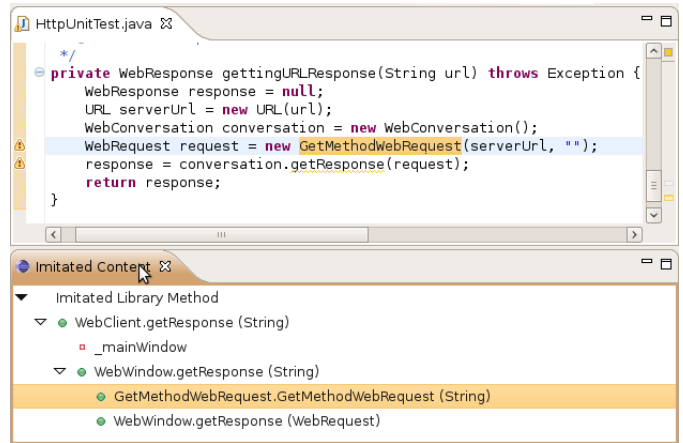 HttpUnitTest.java
*/
private WebResponse gettingURLResponse(String url) throws Exception {
WebResponse response = null;
URL serverUrl = new URL(url);
WebConversation conversation = new WebConversation();
WebRequest request = new GetMethodWebRequest(serverUrl, "");
response = conversation.getResponse(request);
return response;
}
Imitated Content
Imitated Library Method
WebClient.getResponse (String)
_mainWindow
WebWindow.getResponse (String)
GetMethodWebRequest.GetMethodWebRequest (String)
WebWindow.getResponse (WebRequest)